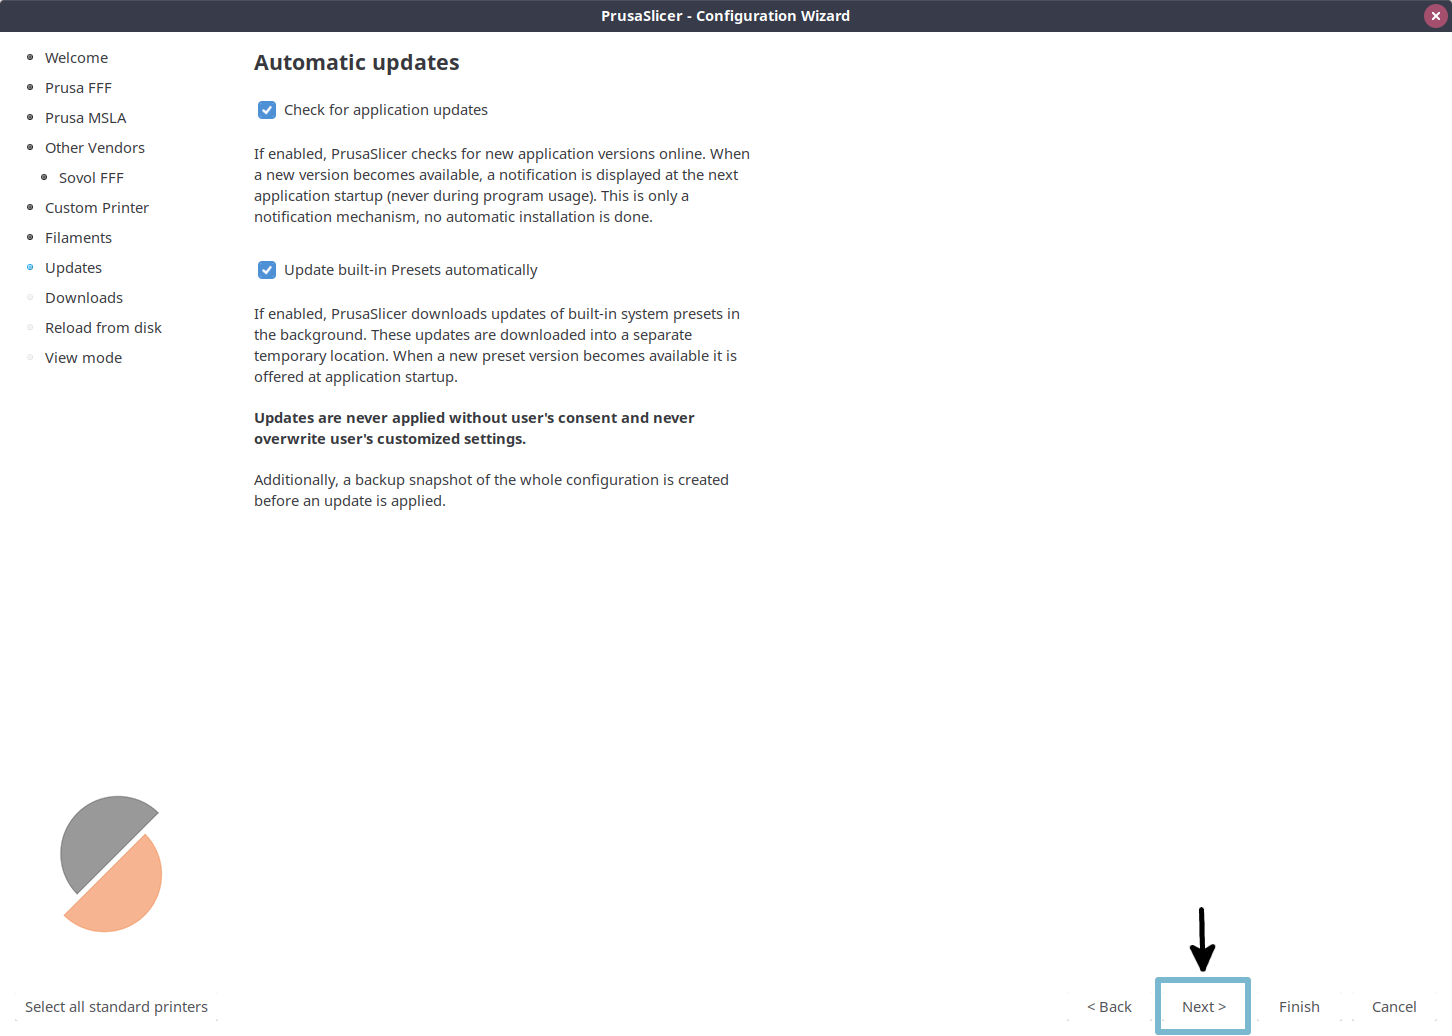 PrusaSlicer - Configuration Wizard
Welcome
Prusa FFF
Prusa MSLA
Other Vendors
Sovol FFF
Custom Printer
Filaments
Updates
Downloads
Reload from disk
View mode
Automatic updates
Check for application updates
If enabled, PrusaSlicer checks for new application versions online. When
a new version becomes available, a notification is displayed at the next
application startup (never during program usage). This is only a
notification mechanism, no automatic installation is done.
Update built-in Presets automatically
If enabled, PrusaSlicer downloads updates of built-in system presets in
the background. These updates are downloaded into a separate
temporary location. When a new preset version becomes available it is
offered at application startup.
Updates are never applied without user's consent and never
overwrite user's customized settings.
Additionally, a backup snapshot of the whole configuration is created
before an update is applied.
Select all standard printers
< Back
Next >
Finish
Cancel